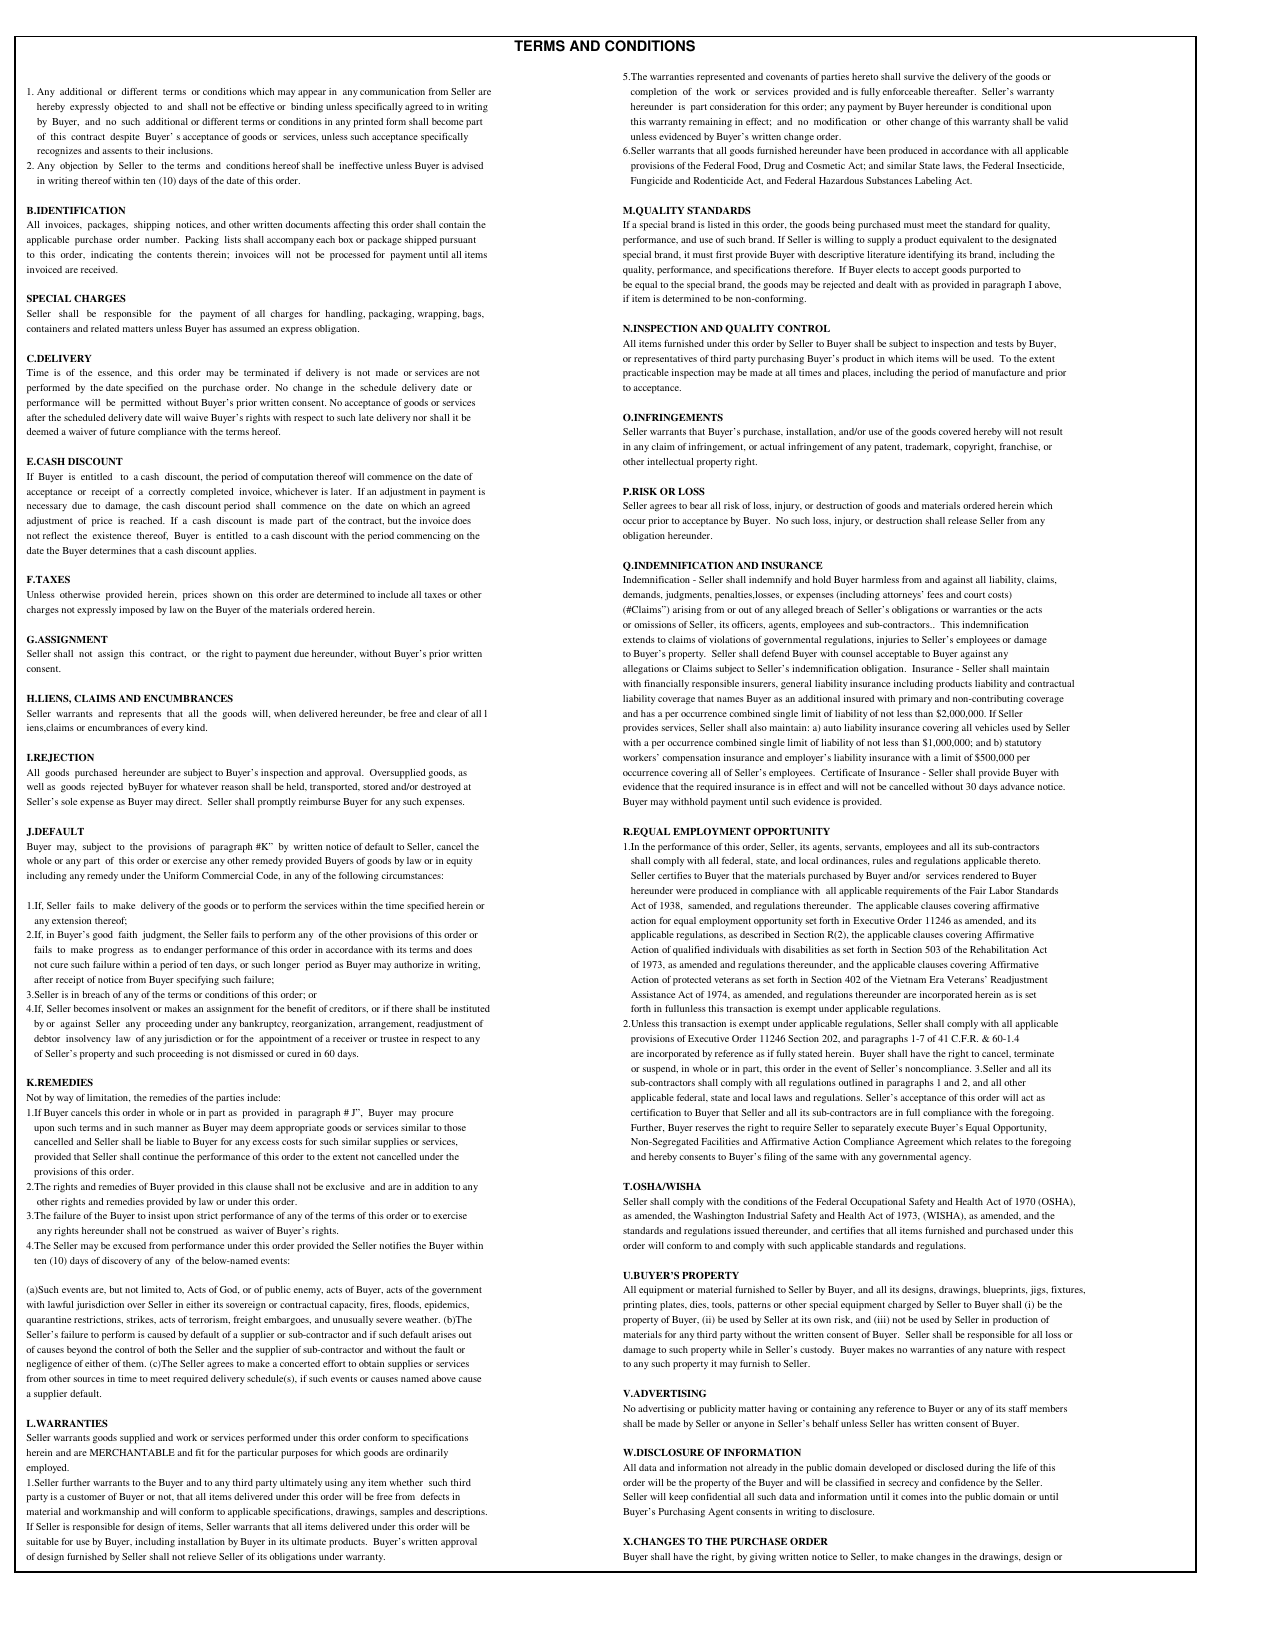 TERMS AND CONDITIONS
1. Any additional or different terms or conditions which may appear in any communication from Seller are
hereby expressly objected to and shall not be effective or binding unless specifically agreed to in writing
by Buyer, and no such additional or different terms or conditions in any printed form shall become part
of this contract despite Buyer’ s acceptance of goods or services, unless such acceptance specifically
recognizes and assents to their inclusions.
2. Any objection by Seller to the terms and conditions hereof shall be ineffective unless Buyer is advised
in writing thereof within ten (10) days of the date of this order.
B.IDENTIFICATION
All invoices, packages, shipping notices, and other written documents affecting this order shall contain the
applicable purchase order number. Packing lists shall accompany each box or package shipped pursuant
to this order, indicating the contents therein; invoices will not be processed for payment until all items
invoiced are received.
SPECIAL CHARGES
Seller shall be responsible for the payment of all charges for handling, packaging, wrapping, bags,
containers and related matters unless Buyer has assumed an express obligation.
C.DELIVERY
Time is of the essence, and this order may be terminated if delivery is not made or services are not
performed by the date specified on the purchase order. No change in the schedule delivery date or
performance will be permitted without Buyer’s prior written consent. No acceptance of goods or services
after the scheduled delivery date will waive Buyer’s rights with respect to such late delivery nor shall it be
deemed a waiver of future compliance with the terms hereof.
E.CASH DISCOUNT
If Buyer is entitled to a cash discount, the period of computation thereof will commence on the date of
acceptance or receipt of a correctly completed invoice, whichever is later. If an adjustment in payment is
necessary due to damage, the cash discount period shall commence on the date on which an agreed
adjustment of price is reached. If a cash discount is made part of the contract, but the invoice does
not reflect the existence thereof, Buyer is entitled to a cash discount with the period commencing on the
date the Buyer determines that a cash discount applies.
F.TAXES
Unless otherwise provided herein, prices shown on this order are determined to include all taxes or other
charges not expressly imposed by law on the Buyer of the materials ordered herein.
G.ASSIGNMENT
Seller shall not assign this contract, or the right to payment due hereunder, without Buyer’s prior written
consent.
H.LIENS, CLAIMS AND ENCUMBRANCES
Seller warrants and represents that all the goods will, when delivered hereunder, be free and clear of all l
iens,claims or encumbrances of every kind.
I.REJECTION
All goods purchased hereunder are subject to Buyer’s inspection and approval. Oversupplied goods, as
well as goods rejected byBuyer for whatever reason shall be held, transported, stored and/or destroyed at
Seller’s sole expense as Buyer may direct. Seller shall promptly reimburse Buyer for any such expenses.
J.DEFAULT
Buyer may, subject to the provisions of paragraph #K” by written notice of default to Seller, cancel the
whole or any part of this order or exercise any other remedy provided Buyers of goods by law or in equity
including any remedy under the Uniform Commercial Code, in any of the following circumstances:
1.If, Seller fails to make delivery of the goods or to perform the services within the time specified herein or
any extension thereof;
2.If, in Buyer’s good faith judgment, the Seller fails to perform any of the other provisions of this order or
fails to make progress as to endanger performance of this order in accordance with its terms and does
not cure such failure within a period of ten days, or such longer period as Buyer may authorize in writing,
after receipt of notice from Buyer specifying such failure;
3.Seller is in breach of any of the terms or conditions of this order; or
4.If, Seller becomes insolvent or makes an assignment for the benefit of creditors, or if there shall be instituted
by or against Seller any proceeding under any bankruptcy, reorganization, arrangement, readjustment of
debtor insolvency law of any jurisdiction or for the appointment of a receiver or trustee in respect to any
of Seller’s property and such proceeding is not dismissed or cured in 60 days.
K.REMEDIES
Not by way of limitation, the remedies of the parties include:
1.If Buyer cancels this order in whole or in part as provided in paragraph # J”, Buyer may procure
upon such terms and in such manner as Buyer may deem appropriate goods or services similar to those
cancelled and Seller shall be liable to Buyer for any excess costs for such similar supplies or services,
provided that Seller shall continue the performance of this order to the extent not cancelled under the
provisions of this order.
2.The rights and remedies of Buyer provided in this clause shall not be exclusive and are in addition to any
other rights and remedies provided by law or under this order.
3.The failure of the Buyer to insist upon strict performance of any of the terms of this order or to exercise
any rights hereunder shall not be construed as waiver of Buyer’s rights.
4.The Seller may be excused from performance under this order provided the Seller notifies the Buyer within
ten (10) days of discovery of any of the below-named events:
(a)Such events are, but not limited to, Acts of God, or of public enemy, acts of Buyer, acts of the government
with lawful jurisdiction over Seller in either its sovereign or contractual capacity, fires, floods, epidemics,
quarantine restrictions, strikes, acts of terrorism, freight embargoes, and unusually severe weather. (b)The
Seller’s failure to perform is caused by default of a supplier or sub-contractor and if such default arises out
of causes beyond the control of both the Seller and the supplier of sub-contractor and without the fault or
negligence of either of them. (c)The Seller agrees to make a concerted effort to obtain supplies or services
from other sources in time to meet required delivery schedule(s), if such events or causes named above cause
a supplier default.
L.WARRANTIES
Seller warrants goods supplied and work or services performed under this order conform to specifications
herein and are MERCHANTABLE and fit for the particular purposes for which goods are ordinarily
employed.
1.Seller further warrants to the Buyer and to any third party ultimately using any item whether such third
party is a customer of Buyer or not, that all items delivered under this order will be free from defects in
material and workmanship and will conform to applicable specifications, drawings, samples and descriptions.
If Seller is responsible for design of items, Seller warrants that all items delivered under this order will be
suitable for use by Buyer, including installation by Buyer in its ultimate products. Buyer’s written approval
of design furnished by Seller shall not relieve Seller of its obligations under warranty.
5.The warranties represented and covenants of parties hereto shall survive the delivery of the goods or
completion of the work or services provided and is fully enforceable thereafter. Seller’s warranty
hereunder is part consideration for this order; any payment by Buyer hereunder is conditional upon
this warranty remaining in effect; and no modification or other change of this warranty shall be valid
unless evidenced by Buyer’s written change order.
6.Seller warrants that all goods furnished hereunder have been produced in accordance with all applicable
provisions of the Federal Food, Drug and Cosmetic Act; and similar State laws, the Federal Insecticide,
Fungicide and Rodenticide Act, and Federal Hazardous Substances Labeling Act.
M.QUALITY STANDARDS
If a special brand is listed in this order, the goods being purchased must meet the standard for quality,
performance, and use of such brand. If Seller is willing to supply a product equivalent to the designated
special brand, it must first provide Buyer with descriptive literature identifying its brand, including the
quality, performance, and specifications therefore. If Buyer elects to accept goods purported to
be equal to the special brand, the goods may be rejected and dealt with as provided in paragraph I above,
if item is determined to be non-conforming.
N.INSPECTION AND QUALITY CONTROL
All items furnished under this order by Seller to Buyer shall be subject to inspection and tests by Buyer,
or representatives of third party purchasing Buyer’s product in which items will be used. To the extent
practicable inspection may be made at all times and places, including the period of manufacture and prior
to acceptance.
O.INFRINGEMENTS
Seller warrants that Buyer’s purchase, installation, and/or use of the goods covered hereby will not result
in any claim of infringement, or actual infringement of any patent, trademark, copyright, franchise, or
other intellectual property right.
P.RISK OR LOSS
Seller agrees to bear all risk of loss, injury, or destruction of goods and materials ordered herein which
occur prior to acceptance by Buyer. No such loss, injury, or destruction shall release Seller from any
obligation hereunder.
Q.INDEMNIFICATION AND INSURANCE
Indemnification - Seller shall indemnify and hold Buyer harmless from and against all liability, claims,
demands, judgments, penalties,losses, or expenses (including attorneys’ fees and court costs)
(#Claims”) arising from or out of any alleged breach of Seller’s obligations or warranties or the acts
or omissions of Seller, its officers, agents, employees and sub-contractors.. This indemnification
extends to claims of violations of governmental regulations, injuries to Seller’s employees or damage
to Buyer’s property. Seller shall defend Buyer with counsel acceptable to Buyer against any
allegations or Claims subject to Seller’s indemnification obligation. Insurance - Seller shall maintain
with financially responsible insurers, general liability insurance including products liability and contractual
liability coverage that names Buyer as an additional insured with primary and non-contributing coverage
and has a per occurrence combined single limit of liability of not less than $2,000,000. If Seller
provides services, Seller shall also maintain: a) auto liability insurance covering all vehicles used by Seller
with a per occurrence combined single limit of liability of not less than $1,000,000; and b) statutory
workers’ compensation insurance and employer’s liability insurance with a limit of $500,000 per
occurrence covering all of Seller’s employees. Certificate of Insurance - Seller shall provide Buyer with
evidence that the required insurance is in effect and will not be cancelled without 30 days advance notice.
Buyer may withhold payment until such evidence is provided.
R.EQUAL EMPLOYMENT OPPORTUNITY
1.In the performance of this order, Seller, its agents, servants, employees and all its sub-contractors
shall comply with all federal, state, and local ordinances, rules and regulations applicable thereto.
Seller certifies to Buyer that the materials purchased by Buyer and/or services rendered to Buyer
hereunder were produced in compliance with all applicable requirements of the Fair Labor Standards
Act of 1938, samended, and regulations thereunder. The applicable clauses covering affirmative
action for equal employment opportunity set forth in Executive Order 11246 as amended, and its
applicable regulations, as described in Section R(2), the applicable clauses covering Affirmative
Action of qualified individuals with disabilities as set forth in Section 503 of the Rehabilitation Act
of 1973, as amended and regulations thereunder, and the applicable clauses covering Affirmative
Action of protected veterans as set forth in Section 402 of the Vietnam Era Veterans’ Readjustment
Assistance Act of 1974, as amended, and regulations thereunder are incorporated herein as is set
forth in fullunless this transaction is exempt under applicable regulations.
2.Unless this transaction is exempt under applicable regulations, Seller shall comply with all applicable
provisions of Executive Order 11246 Section 202, and paragraphs 1-7 of 41 C.F.R. & 60-1.4
are incorporated by reference as if fully stated herein. Buyer shall have the right to cancel, terminate
or suspend, in whole or in part, this order in the event of Seller’s noncompliance. 3.Seller and all its
sub-contractors shall comply with all regulations outlined in paragraphs 1 and 2, and all other
applicable federal, state and local laws and regulations. Seller’s acceptance of this order will act as
certification to Buyer that Seller and all its sub-contractors are in full compliance with the foregoing.
Further, Buyer reserves the right to require Seller to separately execute Buyer’s Equal Opportunity,
Non-Segregated Facilities and Affirmative Action Compliance Agreement which relates to the foregoing
and hereby consents to Buyer’s filing of the same with any governmental agency.
T.OSHA/WISHA
Seller shall comply with the conditions of the Federal Occupational Safety and Health Act of 1970 (OSHA),
as amended, the Washington Industrial Safety and Health Act of 1973, (WISHA), as amended, and the
standards and regulations issued thereunder, and certifies that all items furnished and purchased under this
order will conform to and comply with such applicable standards and regulations.
U.BUYER’S PROPERTY
All equipment or material furnished to Seller by Buyer, and all its designs, drawings, blueprints, jigs, fixtures,
printing plates, dies, tools, patterns or other special equipment charged by Seller to Buyer shall (i) be the
property of Buyer, (ii) be used by Seller at its own risk, and (iii) not be used by Seller in production of
materials for any third party without the written consent of Buyer. Seller shall be responsible for all loss or
damage to such property while in Seller’s custody. Buyer makes no warranties of any nature with respect
to any such property it may furnish to Seller.
V.ADVERTISING
No advertising or publicity matter having or containing any reference to Buyer or any of its staff members
shall be made by Seller or anyone in Seller’s behalf unless Seller has written consent of Buyer.
W.DISCLOSURE OF INFORMATION
All data and information not already in the public domain developed or disclosed during the life of this
order will be the property of the Buyer and will be classified in secrecy and confidence by the Seller.
Seller will keep confidential all such data and information until it comes into the public domain or until
Buyer’s Purchasing Agent consents in writing to disclosure.
X.CHANGES TO THE PURCHASE ORDER
Buyer shall have the right, by giving written notice to Seller, to make changes in the drawings, design or